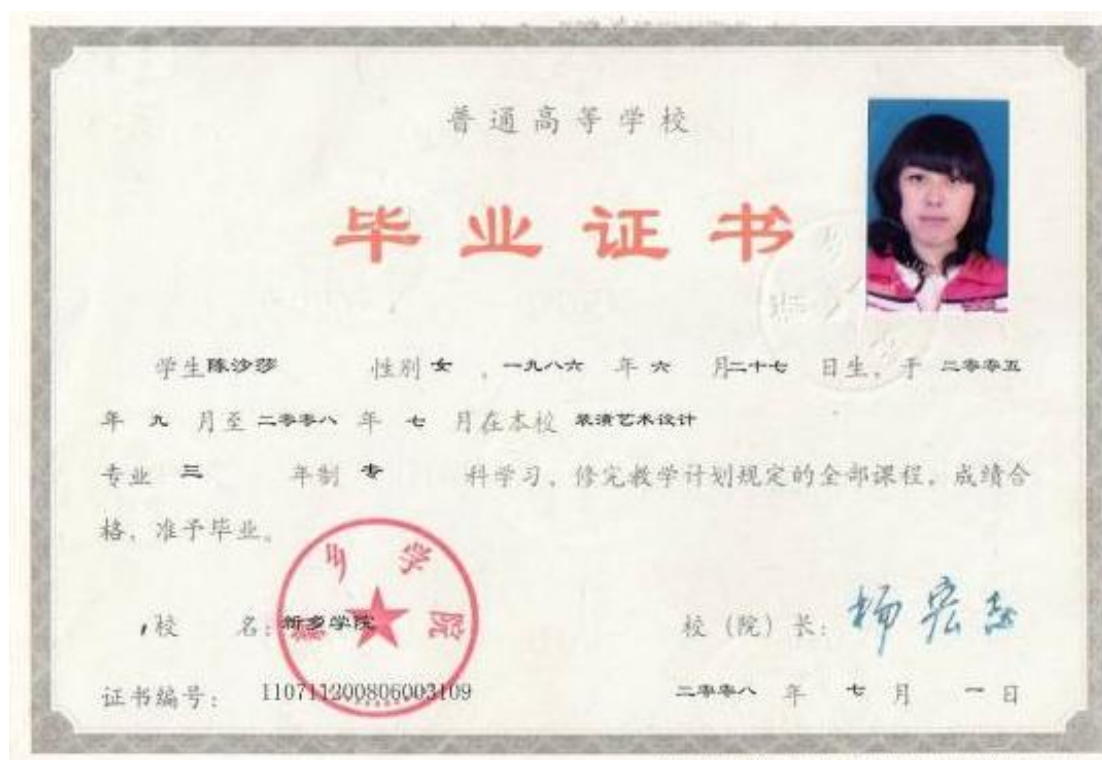 普通高等学校
毕业证书
学生陈沙莎 性别女，一九八六年六月二十七日生，于二零零五
年九月至二零零八年七月在本校装潢艺术设计
专业三年制专科学习，修完教学计划规定的全部课程，成绩合
格，准予毕业。
校名：新乡学院 校（院）长：杨宏志
证书编号：110711200806003109 二零零八年七月一日